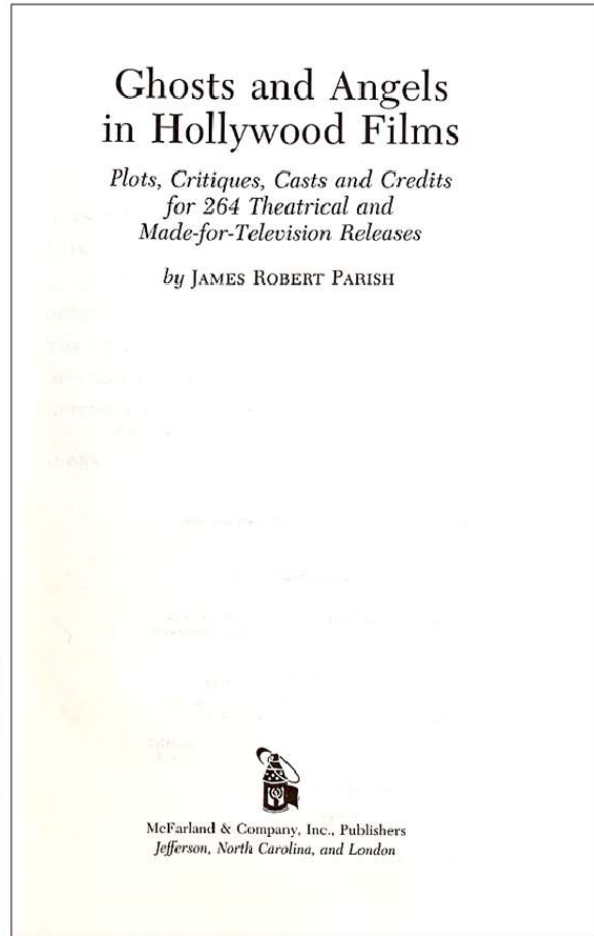 Ghosts and Angels
in Hollywood Films
Plots, Critiques, Casts and Credits
for 264 Theatrical and
Made-for-Television Releases
by JAMES ROBERT PARISH
McFarland & Company, Inc., Publishers
Jefferson, North Carolina, and London